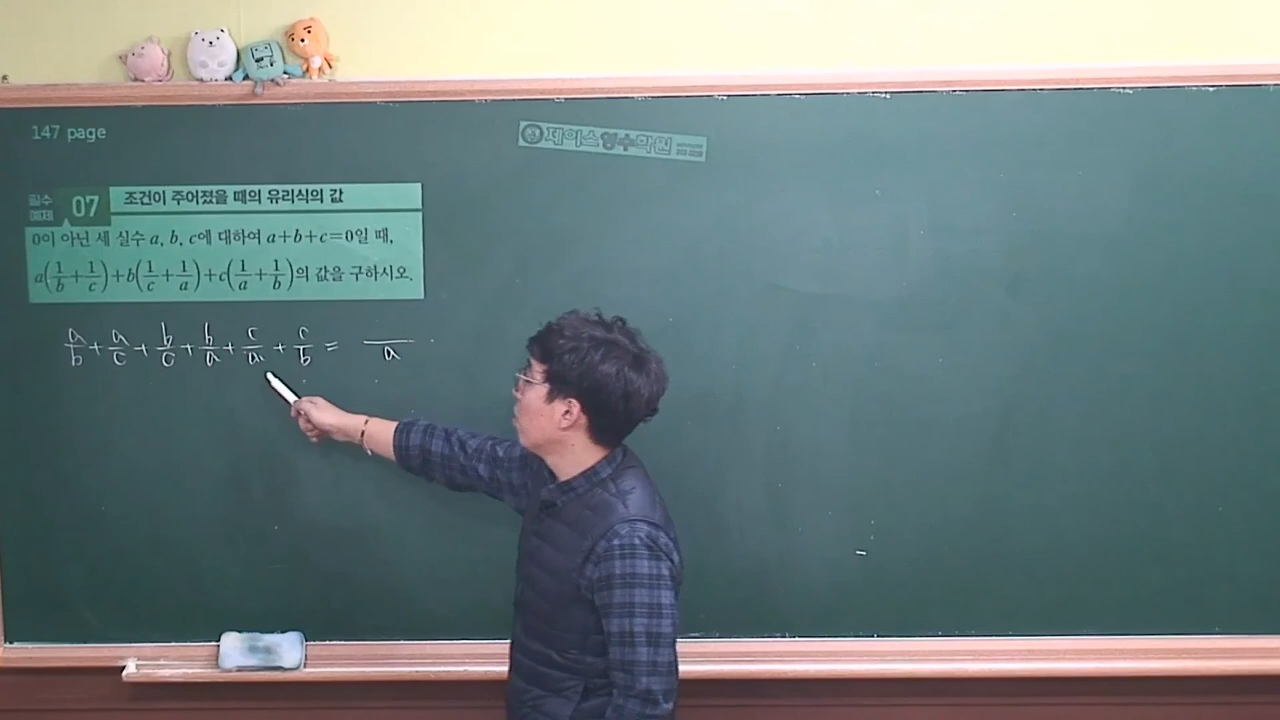 147 page
제이스영수학원
필수 예제 07 조건이 주어졌을 때의 유리식의 값
0이 아닌 세 실수 a, b, c에 대하여 a+b+c=0일 때,
a(1/b+1/c)+b(1/c+1/a)+c(1/a+1/b)의 값을 구하시오.
a/b+a/c+b/c+b/a+c/a+c/b= /a